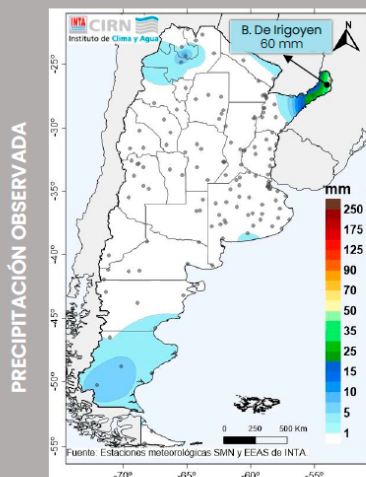 PRECIPITACIÓN OBSERVADA
INTA CIRN
Instituto de Clima y Agua
B. De Irigoyen
60 mm
N
-25°
-30°
-35°
-40°
-45°
-50°
-55°
mm
250
175
125
90
70
50
35
25
15
10
5
1
0 250 500 Km
Fuente: Estaciones meteorológicas SMN y EEAS de INTA.
-70° -65° -60° -55°